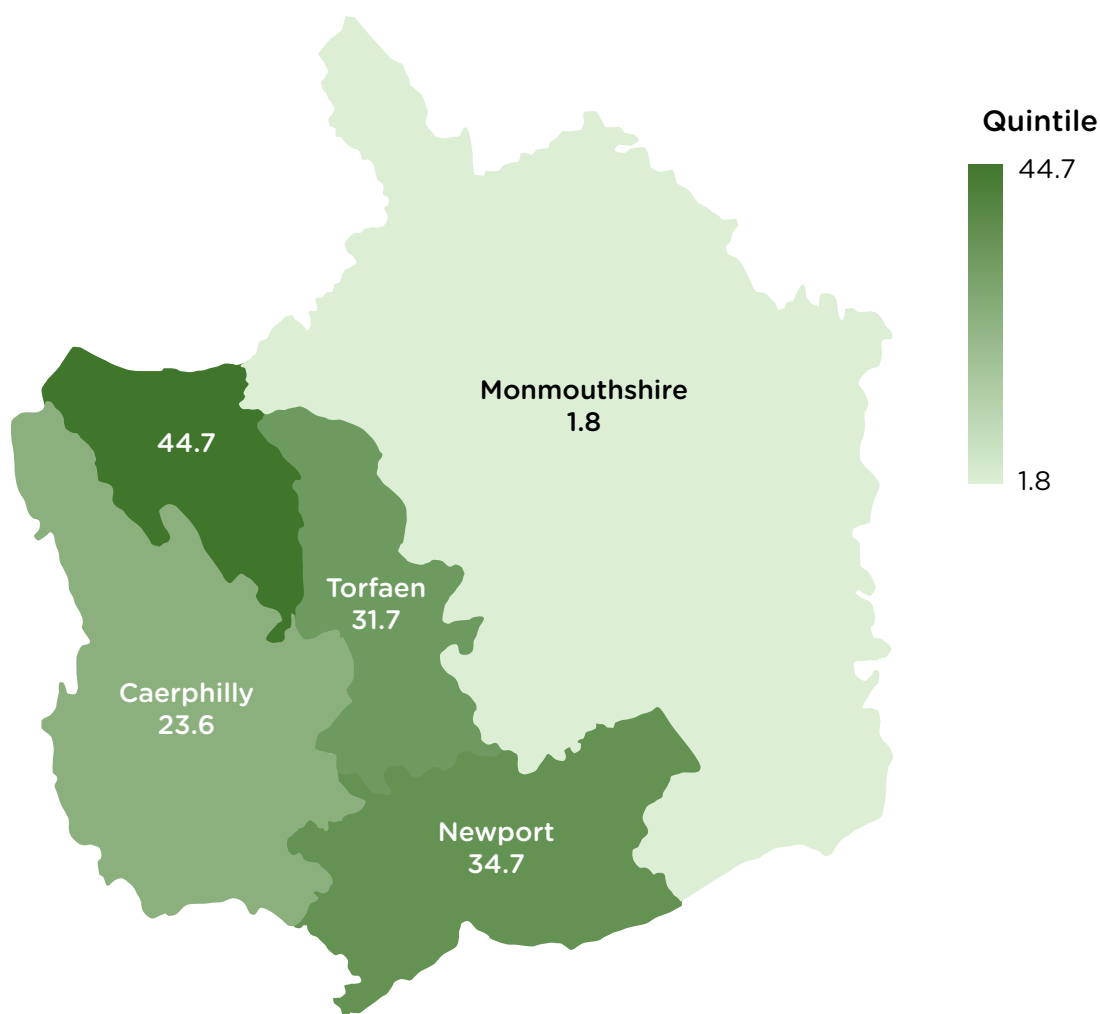 Quintile
44.7
1.8
Monmouthshire
1.8
44.7
Torfaen
31.7
Caerphilly
23.6
Newport
34.7